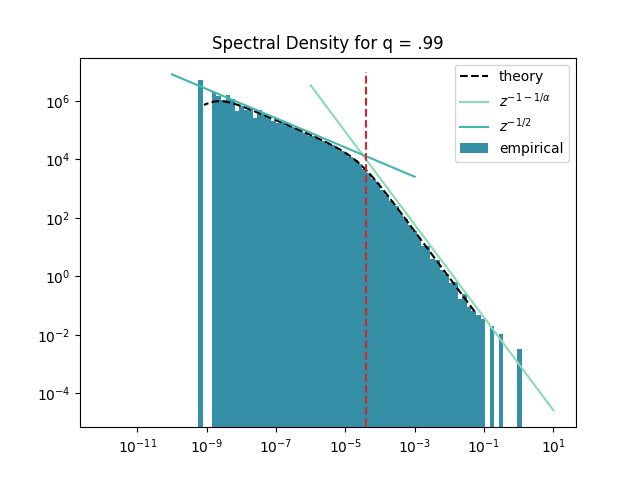 Spectral Density for q = .99
theory
z^{-1-1/α}
z^{-1/2}
empirical
10^6
10^4
10^2
10^0
10^{-2}
10^{-4}
10^{-11} 10^{-9} 10^{-7} 10^{-5} 10^{-3} 10^{-1} 10^1